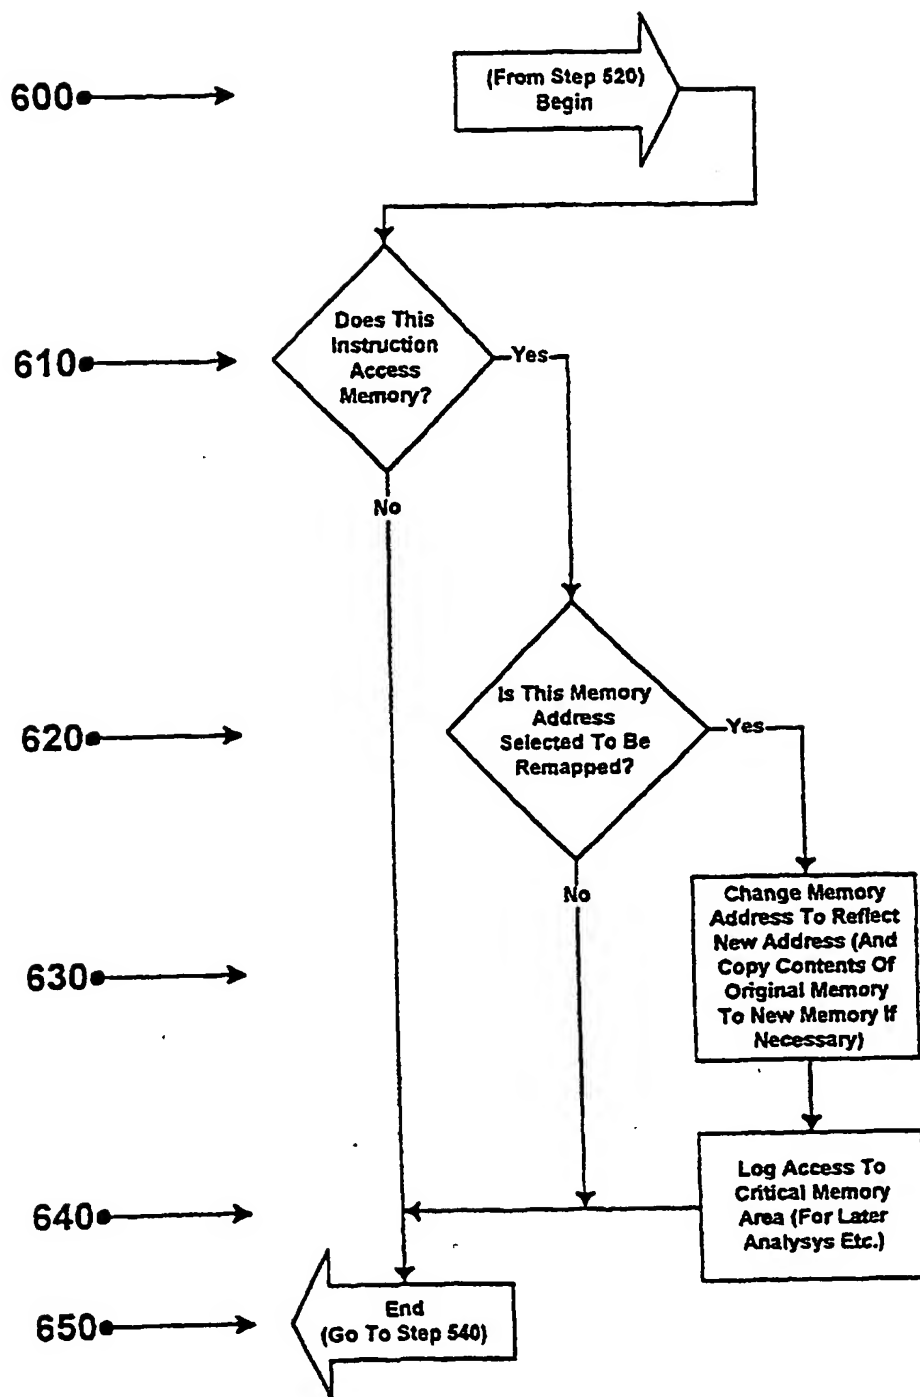 600
(From Step 520)
Begin
610
Does This
Instruction
Access
Memory?
Yes
No
620
Is This Memory
Address
Selected To Be
Remapped?
Yes
No
630
Change Memory
Address To Reflect
New Address (And
Copy Contents Of
Original Memory
To New Memory If
Necessary)
640
Log Access To
Critical Memory
Area (For Later
Analysys Etc.)
650
End
(Go To Step 540)